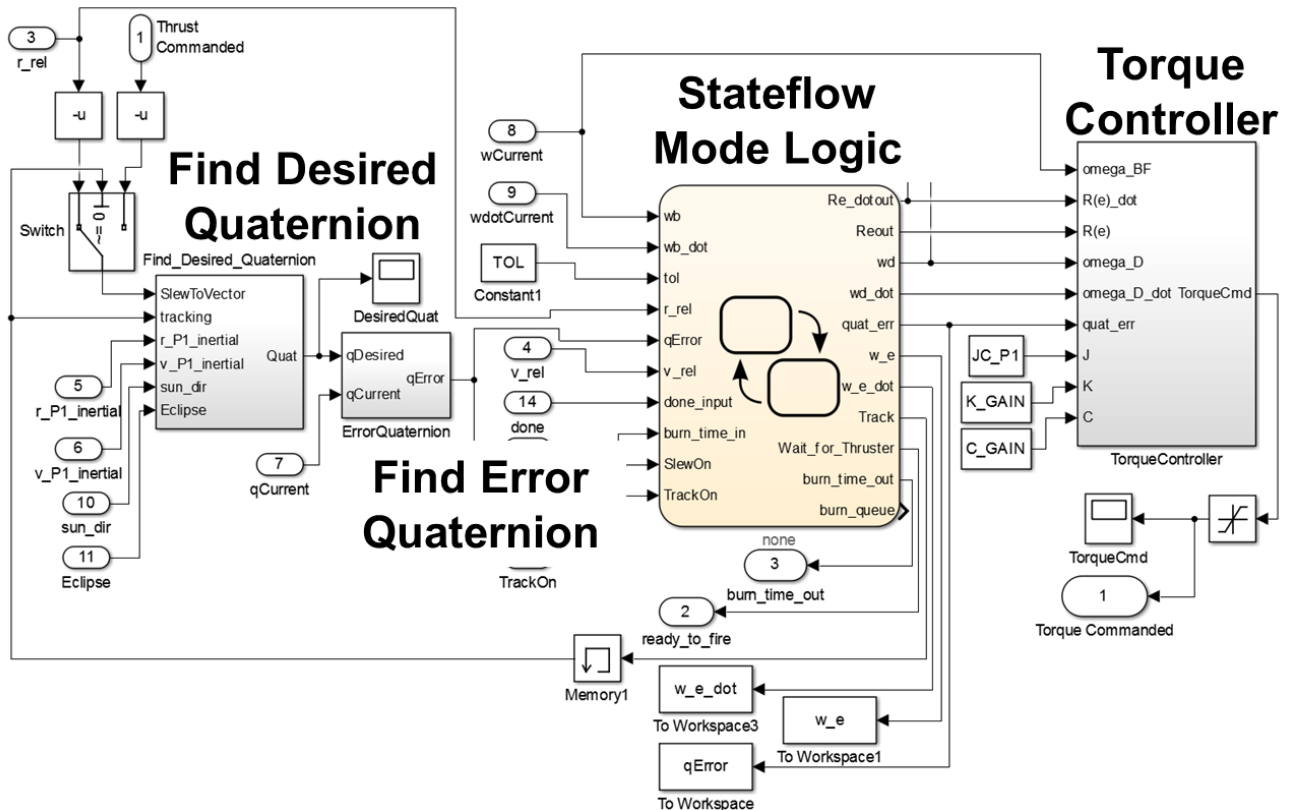 3
r_rel
1
Thrust
Commanded
-u
-u
Switch
~= 0
Find Desired
Quaternion
Find_Desired_Quaternion
SlewToVector
tracking
r_P1_inertial
v_P1_inertial
sun_dir
Eclipse
Quat
5
r_P1_inertial
6
v_P1_inertial
10
sun_dir
11
Eclipse
DesiredQuat
qDesired
qCurrent
qError
ErrorQuaternion
7
qCurrent
Find Error
Quaternion
8
wCurrent
9
wdotCurrent
TOL
Constant1
4
v_rel
14
done
TrackOn
Stateflow
Mode Logic
wb
wb_dot
tol
r_rel
qError
v_rel
done_input
burn_time_in
SlewOn
TrackOn
Re_dotout
Reout
wd
wd_dot
quat_err
w_e
w_e_dot
Track
Wait_for_Thruster
burn_time_out
burn_queue
none
3
burn_time_out
2
ready_to_fire
Memory1
w_e_dot
To Workspace3
w_e
To Workspace1
qError
To Workspace
Torque
Controller
omega_BF
R(e)_dot
R(e)
omega_D
omega_D_dot
quat_err
J
K
C
TorqueCmd
JC_P1
K_GAIN
C_GAIN
TorqueController
TorqueCmd
1
Torque Commanded